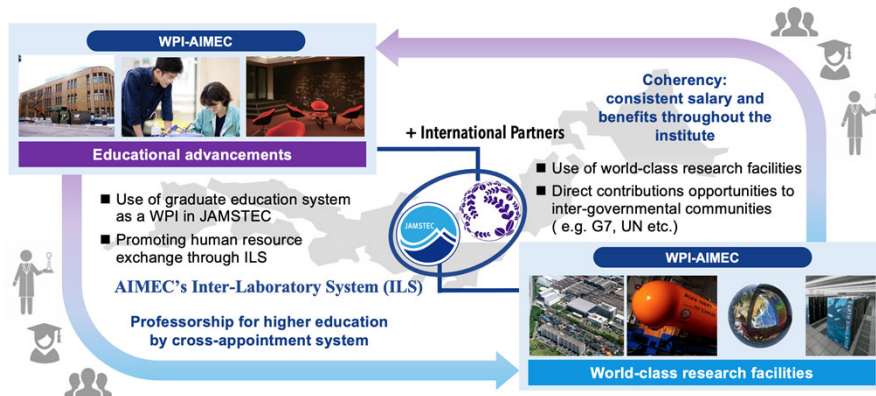 WPI-AIMEC
Educational advancements
+ International Partners
Coherency:
consistent salary and
benefits throughout the
institute
■ Use of world-class research facilities
■ Direct contributions opportunities to
inter-governmental communities
( e.g. G7, UN etc.)
■ Use of graduate education system
as a WPI in JAMSTEC
■ Promoting human resource
exchange through ILS
JAMSTEC
AIMEC's Inter-Laboratory System (ILS)
Professorship for higher education
by cross-appointment system
WPI-AIMEC
World-class research facilities